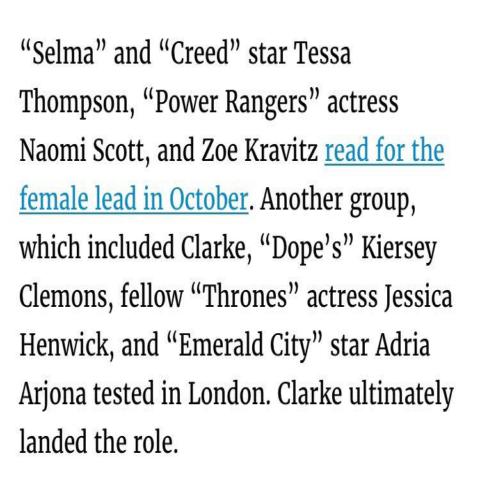 “Selma” and “Creed” star Tessa
Thompson, “Power Rangers” actress
Naomi Scott, and Zoe Kravitz read for the
female lead in October. Another group,
which included Clarke, “Dope’s” Kiersey
Clemons, fellow “Thrones” actress Jessica
Henwick, and “Emerald City” star Adria
Arjona tested in London. Clarke ultimately
landed the role.